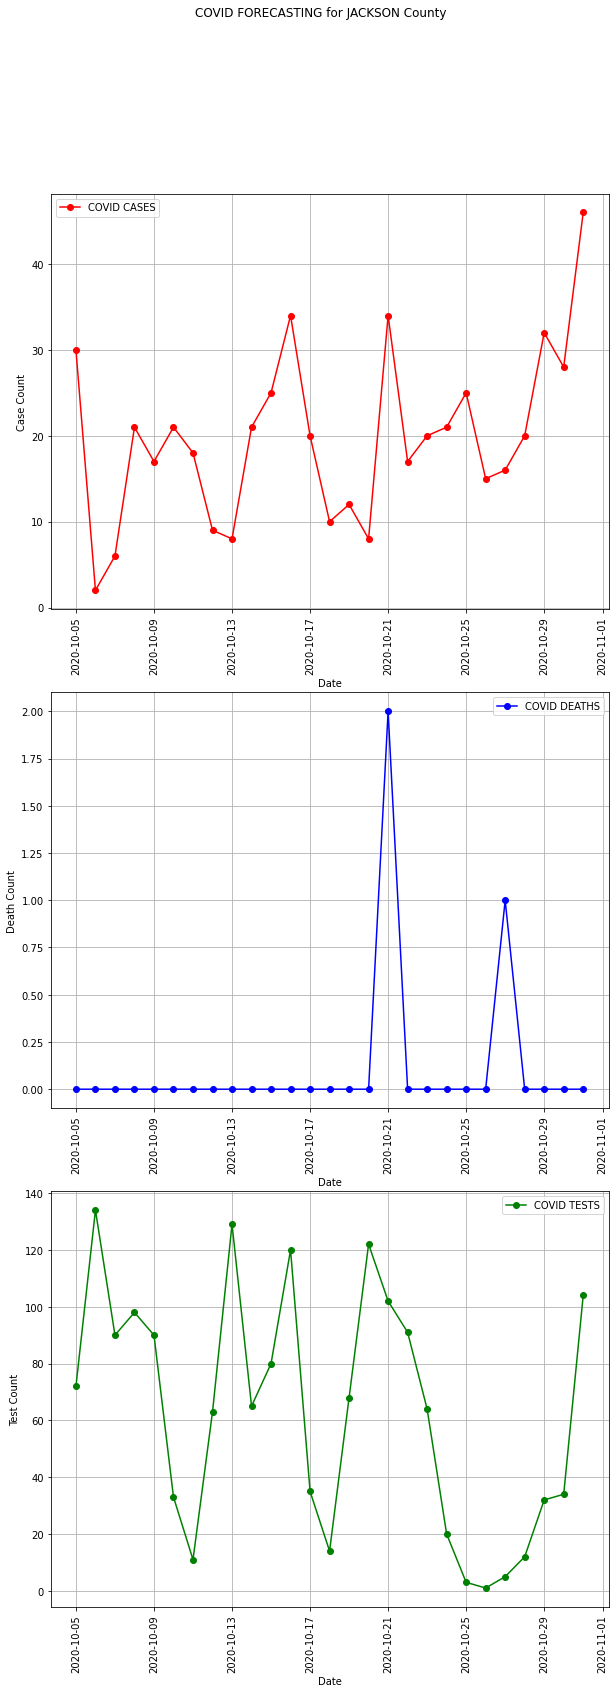 COVID FORECASTING for JACKSON County
COVID CASES
40
30
20
10
0
Case Count
2020-10-05 2020-10-09 2020-10-13 2020-10-17 2020-10-21 2020-10-25 2020-10-29 2020-11-01
Date
COVID DEATHS
2.00
1.75
1.50
1.25
1.00
0.75
0.50
0.25
0.00
Death Count
2020-10-05 2020-10-09 2020-10-13 2020-10-17 2020-10-21 2020-10-25 2020-10-29 2020-11-01
Date
COVID TESTS
140
120
100
80
60
40
20
0
Test Count
2020-10-05 2020-10-09 2020-10-13 2020-10-17 2020-10-21 2020-10-25 2020-10-29 2020-11-01
Date